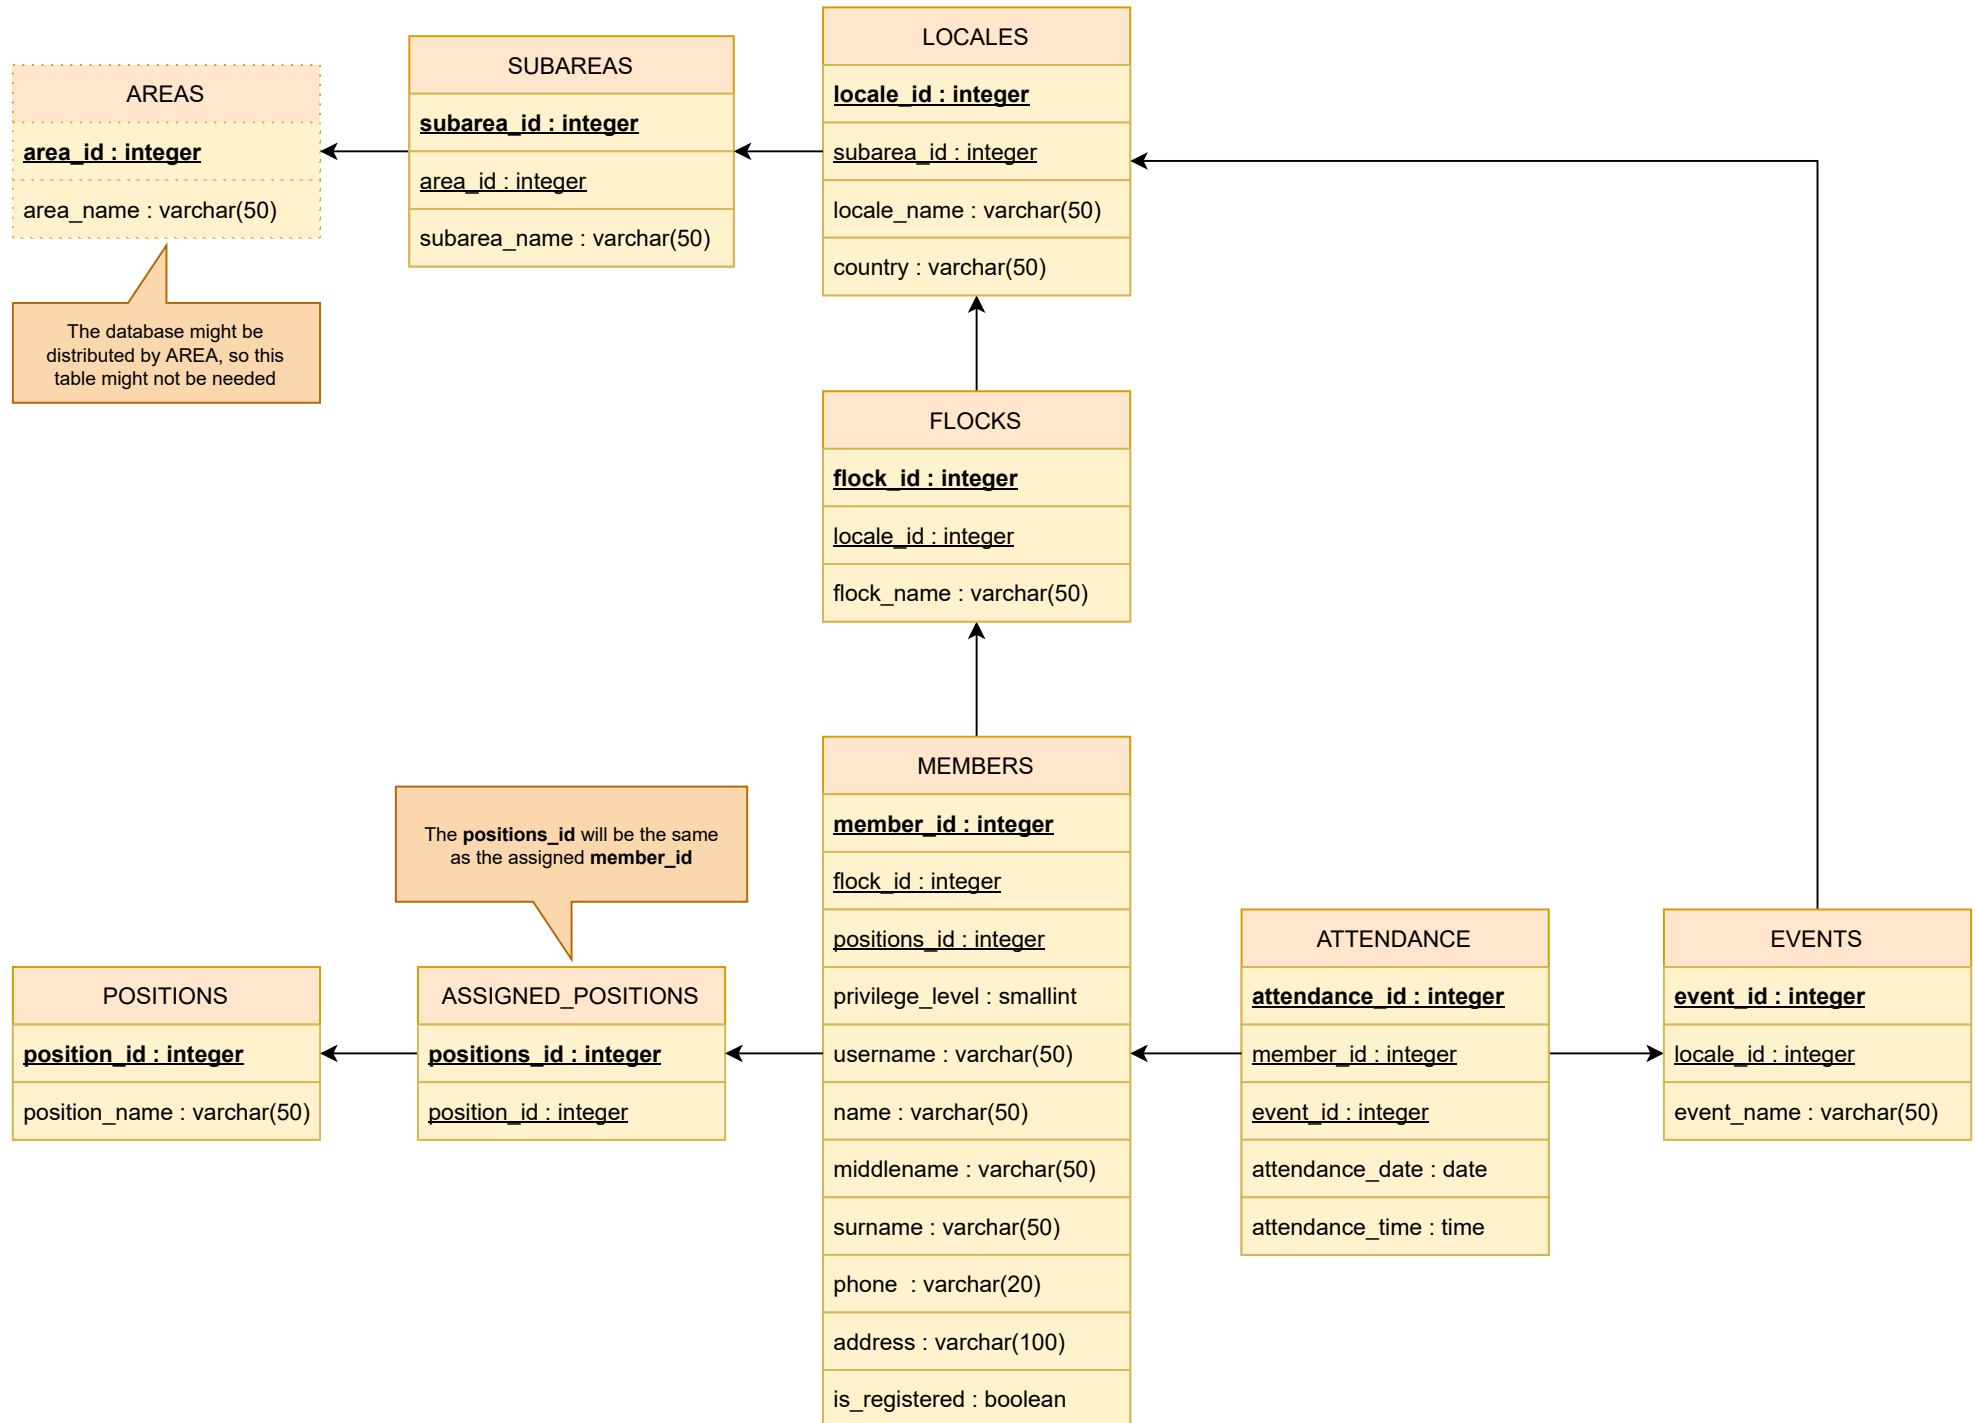 AREAS
area_id : integer
area_name : varchar(50)
The database might be
distributed by AREA, so this
table might not be needed
SUBAREAS
subarea_id : integer
area_id : integer
subarea_name : varchar(50)
LOCALES
locale_id : integer
subarea_id : integer
locale_name : varchar(50)
country : varchar(50)
FLOCKS
flock_id : integer
locale_id : integer
flock_name : varchar(50)
The positions_id will be the same
as the assigned member_id
POSITIONS
position_id : integer
position_name : varchar(50)
ASSIGNED_POSITIONS
positions_id : integer
position_id : integer
MEMBERS
member_id : integer
flock_id : integer
positions_id : integer
privilege_level : smallint
username : varchar(50)
name : varchar(50)
middlename : varchar(50)
surname : varchar(50)
phone  : varchar(20)
address : varchar(100)
is_registered : boolean
ATTENDANCE
attendance_id : integer
member_id : integer
event_id : integer
attendance_date : date
attendance_time : time
EVENTS
event_id : integer
locale_id : integer
event_name : varchar(50)